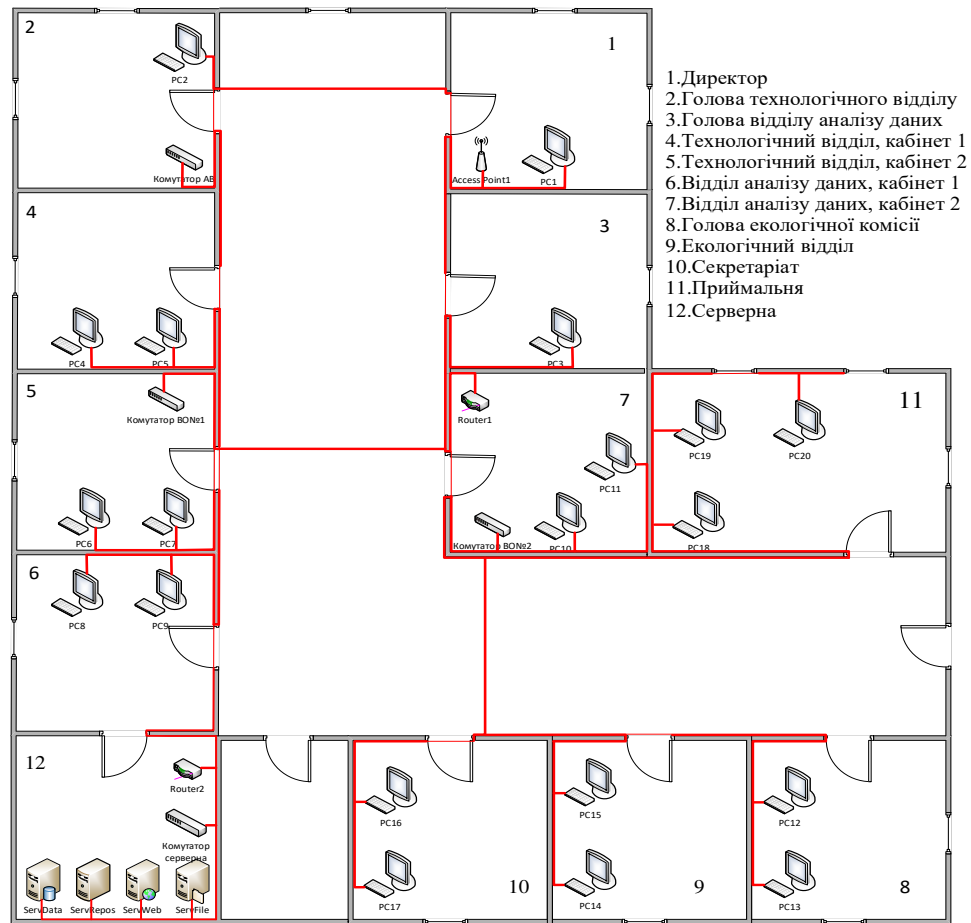 2
PC2
Комутатор АВ
1
Access Point1
PC1
1.Директор
2.Голова технологічного відділу
3.Голова відділу аналізу даних
4.Технологічний відділ, кабінет 1
5.Технологічний відділ, кабінет 2
6.Відділ аналізу даних, кабінет 1
7.Відділ аналізу даних, кабінет 2
8.Голова екологічної комісії
9.Екологічний відділ
10.Секретаріат
11.Приймальня
12.Серверна
4
PC4
PC5
3
PC3
5
Комутатор ВО№1
PC6
PC7
7
Router1
PC11
Комутатор ВО№2
PC10
11
PC19
PC20
PC18
6
PC8
PC9
12
Router2
Комутатор
серверна
ServData
ServRepos
ServWeb
ServFile
PC16
PC17
10
PC15
PC14
9
PC12
PC13
8